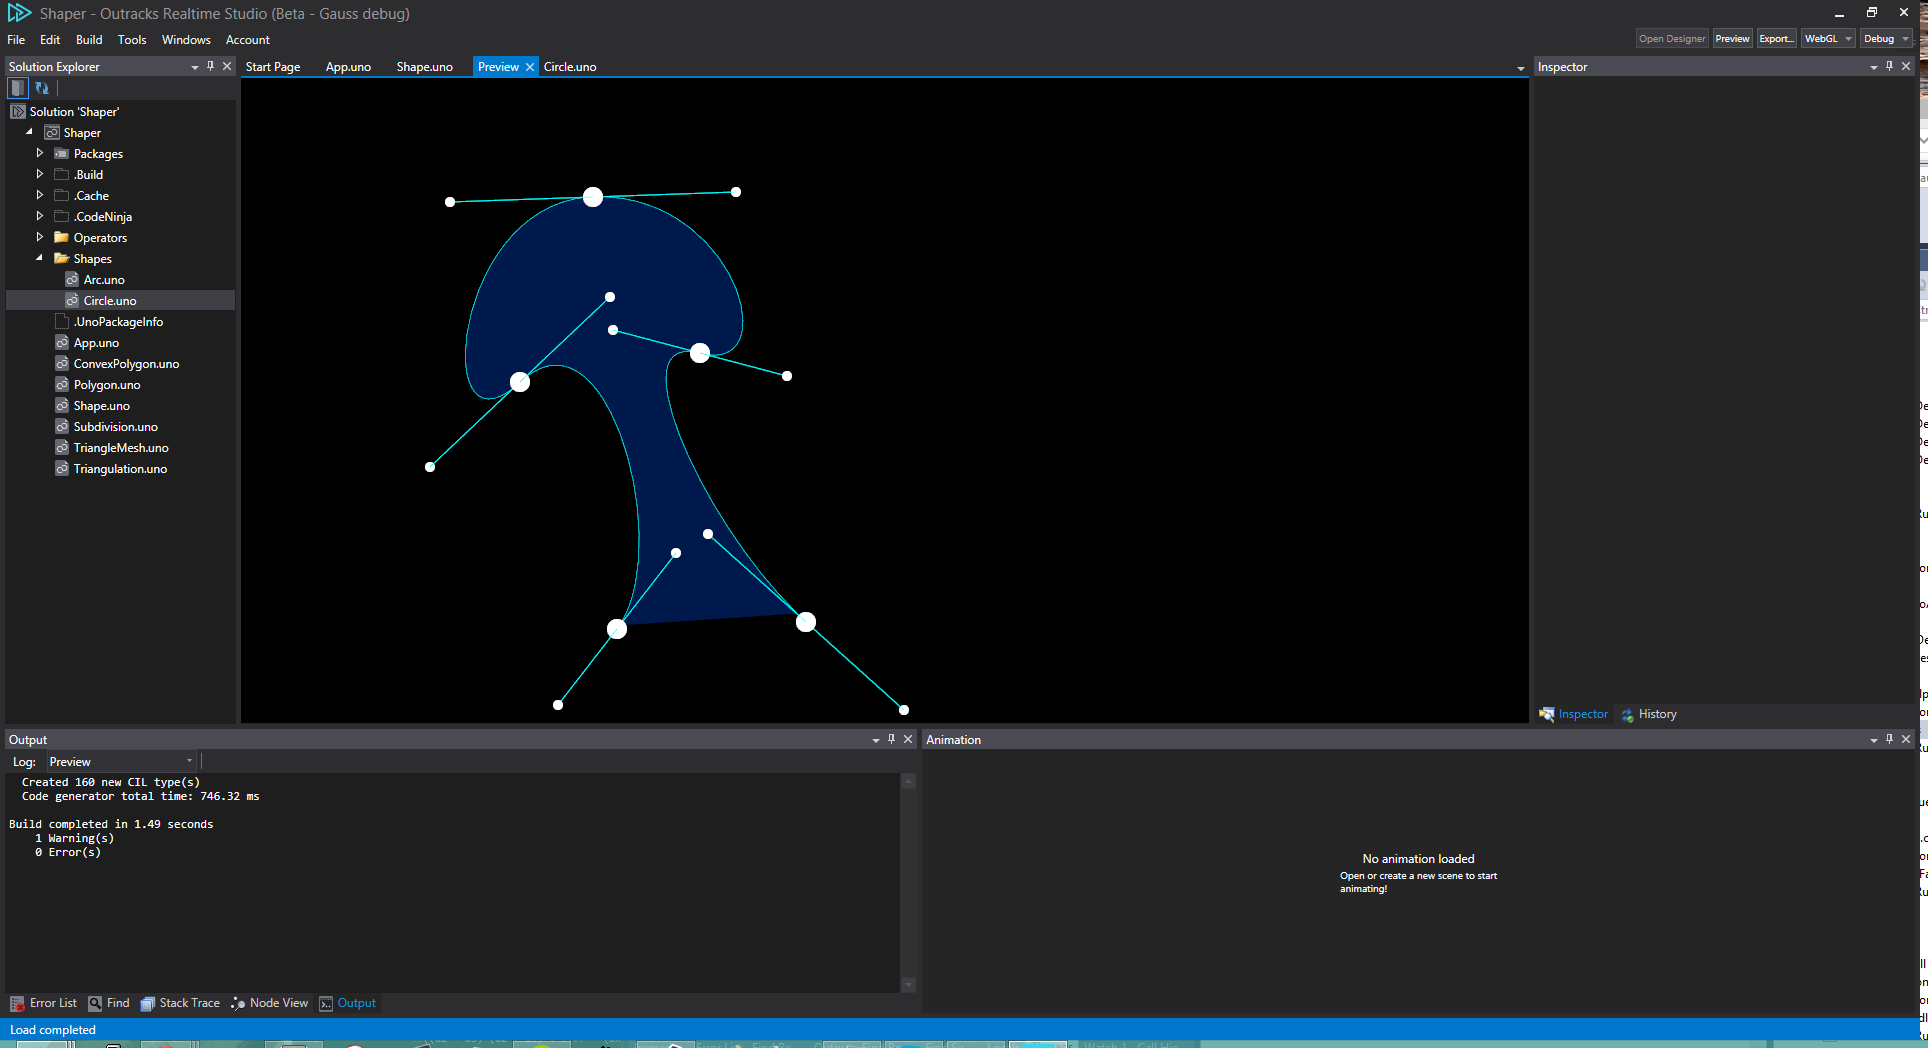 Shaper - Outracks Realtime Studio (Beta - Gauss debug)
File Edit Build Tools Windows Account
Open Designer Preview Export... WebGL Debug
Solution Explorer
Start Page App.uno Shape.uno Preview Circle.uno
Inspector
Solution 'Shaper'
Shaper
Packages
.Build
.Cache
.CodeNinja
Operators
Shapes
Arc.uno
Circle.uno
.UnoPackageInfo
App.uno
ConvexPolygon.uno
Polygon.uno
Shape.uno
Subdivision.uno
TriangleMesh.uno
Triangulation.uno
Inspector History
Output
Log: Preview
Created 160 new CIL type(s)
Code generator total time: 746.32 ms
Build completed in 1.49 seconds
1 Warning(s)
0 Error(s)
Animation
No animation loaded
Open or create a new scene to start
animating!
Error List Find Stack Trace Node View Output
Load completed